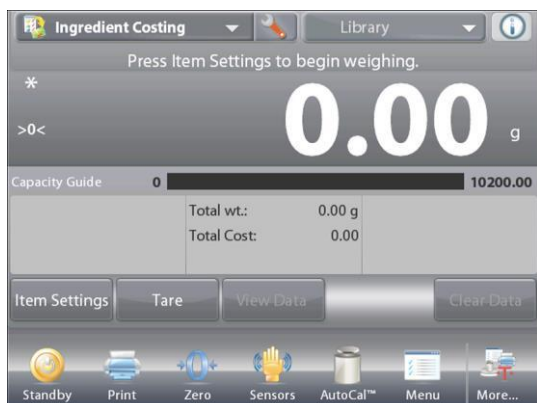 Ingredient Costing Library
Press Item Settings to begin weighing.
*
0.00 g
>0<
Capacity Guide 0 10200.00
Total wt.: 0.00 g
Total Cost: 0.00
Item Settings Tare View Data Clear Data
Standby Print Zero Sensors AutoCal™ Menu More...